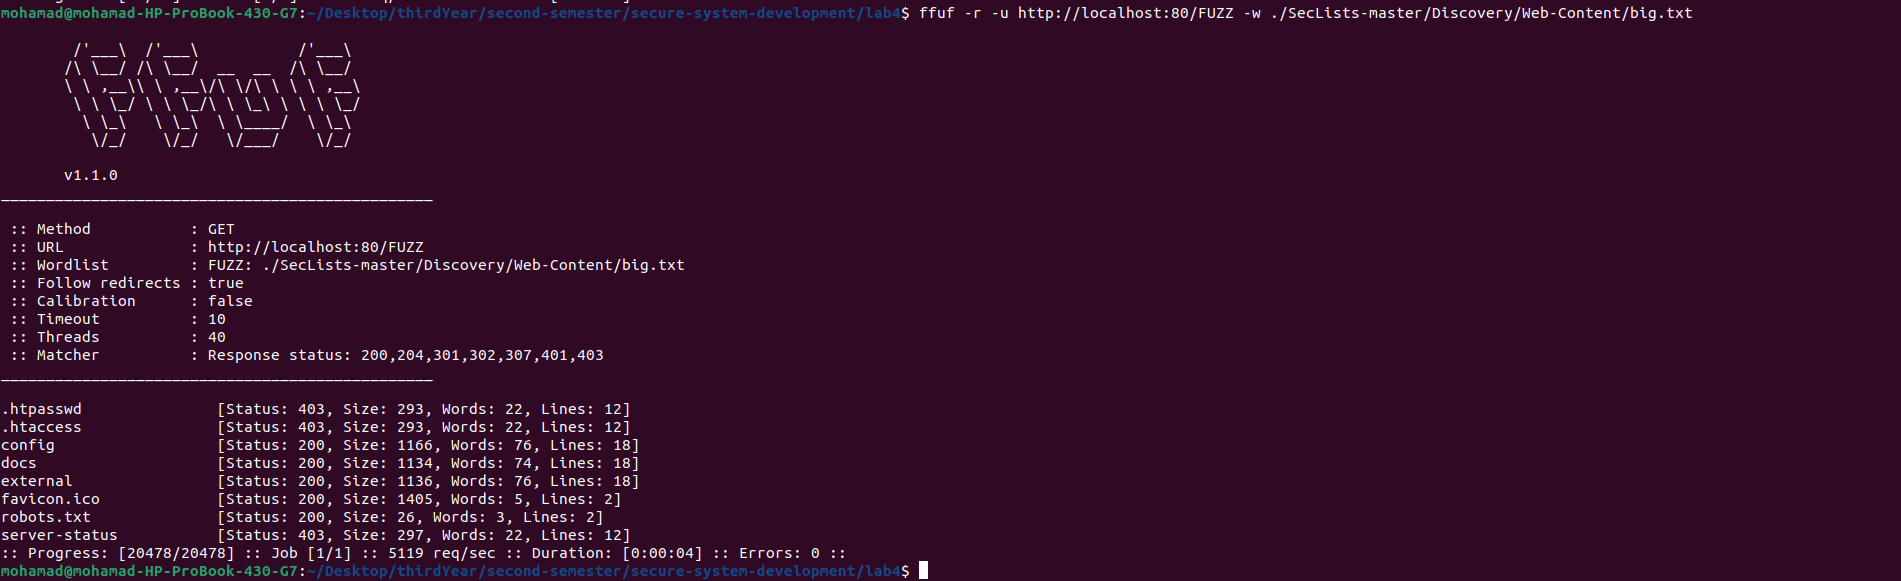 mohamad@mohamad-HP-ProBook-430-G7:~/Desktop/thirdYear/second-semester/secure-system-development/lab4$ ffuf -r -u http://localhost:80/FUZZ -w ./SecLists-master/Discovery/Web-Content/big.txt

        /'___\  /'___\           /'___\
       /\ \__/ /\ \__/  __  __  /\ \__/
       \ \ ,__\\ \ ,__\/\ \/\ \ \ \ ,__\
        \ \ \_/ \ \ \_/\ \ \_\ \ \ \ \_/
         \ \_\   \ \_\  \ \____/  \ \_\
          \/_/    \/_/   \/___/    \/_/

       v1.1.0
________________________________________________

 :: Method           : GET
 :: URL              : http://localhost:80/FUZZ
 :: Wordlist         : FUZZ: ./SecLists-master/Discovery/Web-Content/big.txt
 :: Follow redirects : true
 :: Calibration      : false
 :: Timeout          : 10
 :: Threads          : 40
 :: Matcher          : Response status: 200,204,301,302,307,401,403
________________________________________________

.htpasswd               [Status: 403, Size: 293, Words: 22, Lines: 12]
.htaccess               [Status: 403, Size: 293, Words: 22, Lines: 12]
config                  [Status: 200, Size: 1166, Words: 76, Lines: 18]
docs                    [Status: 200, Size: 1134, Words: 74, Lines: 18]
external                [Status: 200, Size: 1136, Words: 76, Lines: 18]
favicon.ico             [Status: 200, Size: 1405, Words: 5, Lines: 2]
robots.txt              [Status: 200, Size: 26, Words: 3, Lines: 2]
server-status           [Status: 403, Size: 297, Words: 22, Lines: 12]
:: Progress: [20478/20478] :: Job [1/1] :: 5119 req/sec :: Duration: [0:00:04] :: Errors: 0 ::
mohamad@mohamad-HP-ProBook-430-G7:~/Desktop/thirdYear/second-semester/secure-system-development/lab4$